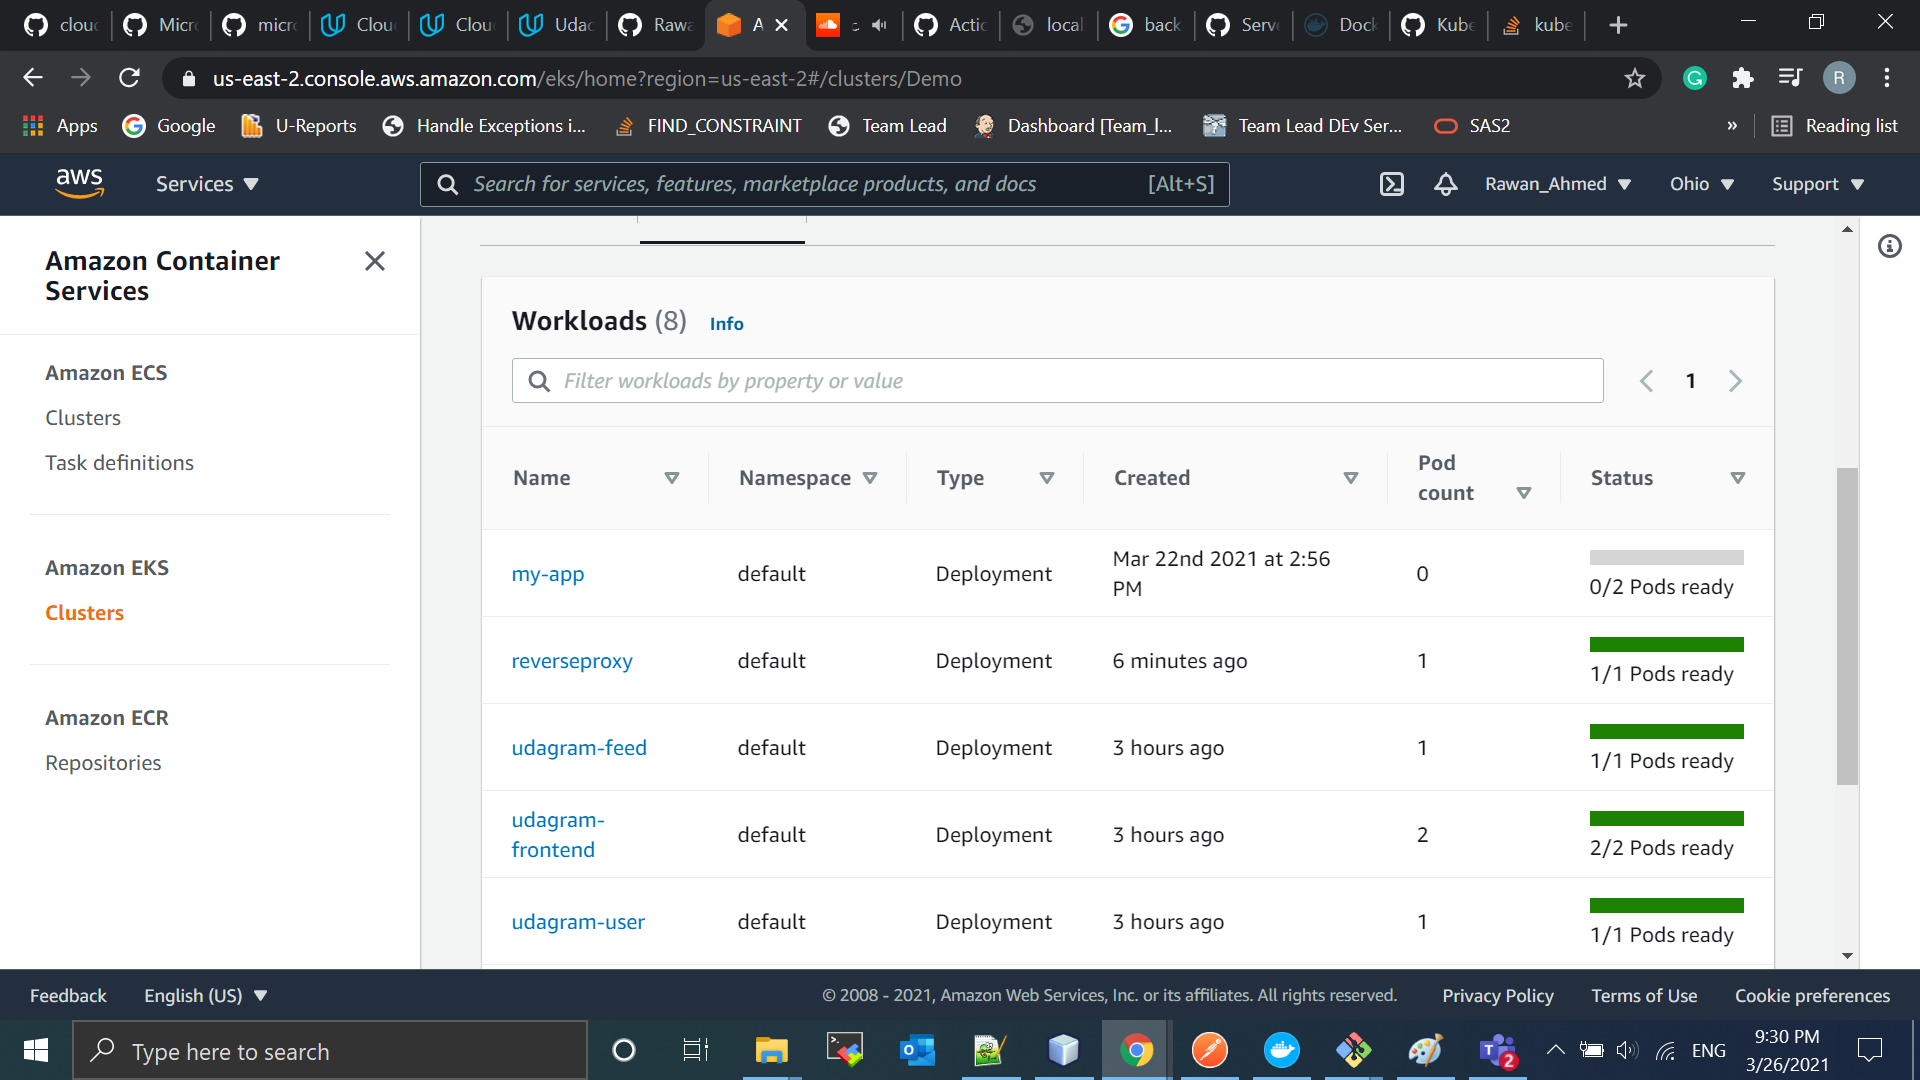 clouc
Micro
micro
Clou
Clou
Udac
Rawa
A
Actic
local
back
Serve
Dock
Kube
kube
us-east-2.console.aws.amazon.com/eks/home?region=us-east-2#/clusters/Demo
R
Apps
Google
U-Reports
Handle Exceptions i...
FIND_CONSTRAINT
Team Lead
Dashboard [Team_l...
Team Lead DEv Ser...
SAS2
»
Reading list
aws
Services
Search for services, features, marketplace products, and docs
[Alt+S]
Rawan_Ahmed
Ohio
Support
Amazon Container
Services
Amazon ECS
Clusters
Task definitions
Amazon EKS
Clusters
Amazon ECR
Repositories
Workloads (8) Info
Filter workloads by property or value
1
Name
Namespace
Type
Created
Pod
count
Status
my-app
default
Deployment
Mar 22nd 2021 at 2:56
PM
0
0/2 Pods ready
reverseproxy
default
Deployment
6 minutes ago
1
1/1 Pods ready
udagram-feed
default
Deployment
3 hours ago
1
1/1 Pods ready
udagram-
frontend
default
Deployment
3 hours ago
2
2/2 Pods ready
udagram-user
default
Deployment
3 hours ago
1
1/1 Pods ready
Feedback
English (US)
© 2008 - 2021, Amazon Web Services, Inc. or its affiliates. All rights reserved.
Privacy Policy
Terms of Use
Cookie preferences
Type here to search
2
ENG
9:30 PM
3/26/2021